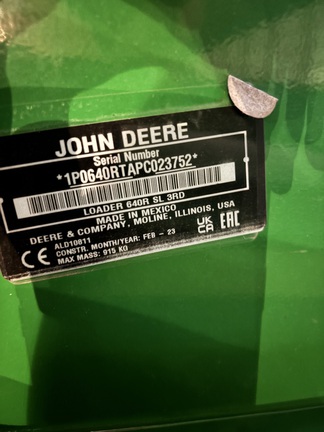 JOHN DEERE
Serial Number
*1P0640RTAPC023752*
LOADER 640R SL 3RD
MADE IN MEXICO
DEERE & COMPANY, MOLINE, ILLINOIS, USA
ALD10811
CONSTR. MONTH/YEAR: FEB - 23
MAX MASS: 915 KG
CE UK CA EAC